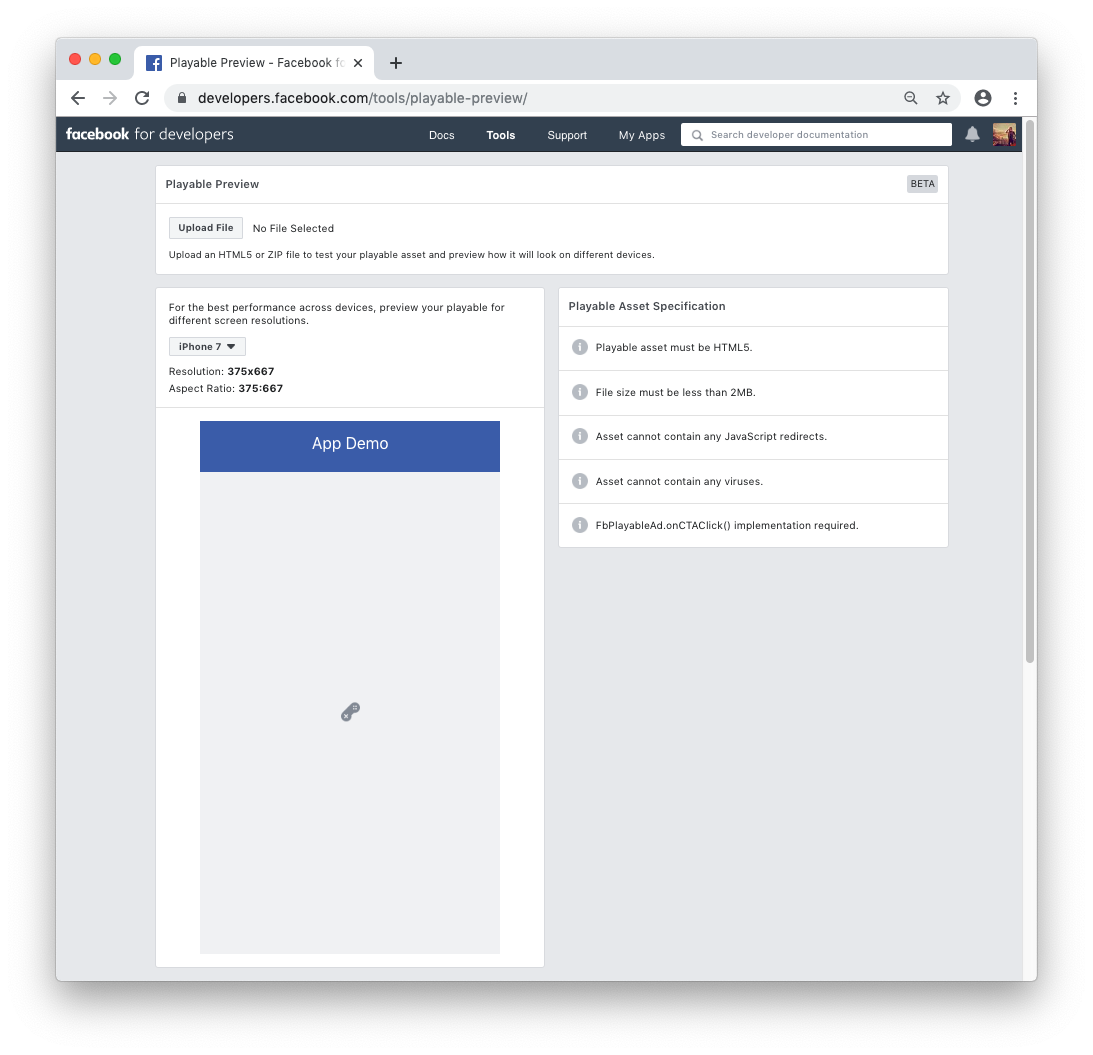 Playable Preview - Facebook fo
developers.facebook.com/tools/playable-preview/
facebook for developers
Docs
Tools
Support
My Apps
Search developer documentation
Playable Preview
BETA
Upload File
No File Selected
Upload an HTML5 or ZIP file to test your playable asset and preview how it will look on different devices.
For the best performance across devices, preview your playable for
different screen resolutions.
iPhone 7
Resolution: 375x667
Aspect Ratio: 375:667
App Demo
Playable Asset Specification
Playable asset must be HTML5.
File size must be less than 2MB.
Asset cannot contain any JavaScript redirects.
Asset cannot contain any viruses.
FbPlayableAd.onCTAClick() implementation required.